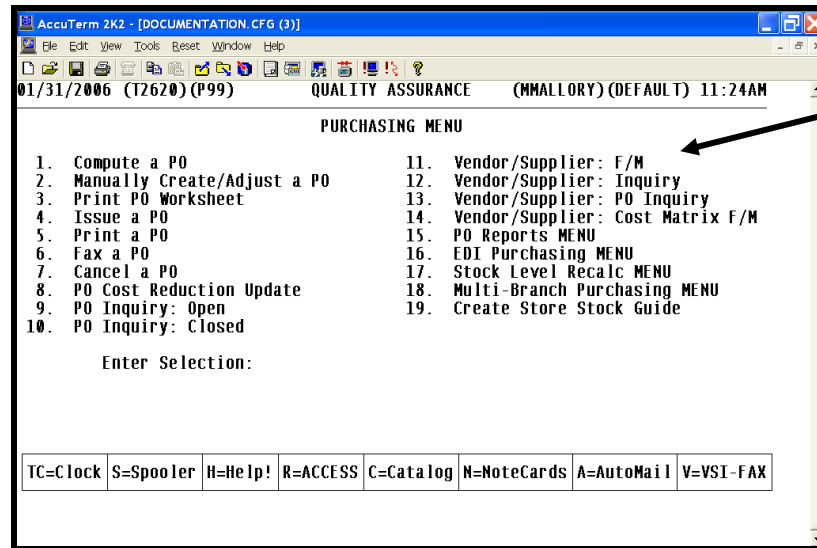 AccuTerm 2K2 - [DOCUMENTATION.CFG (3)]
File Edit View Tools Reset Window Help
01/31/2006 (T2620)(P99) QUALITY ASSURANCE (MMALLORY)(DEFAULT) 11:24AM
PURCHASING MENU
1. Compute a PO
2. Manually Create/Adjust a PO
3. Print PO Worksheet
4. Issue a PO
5. Print a PO
6. Fax a PO
7. Cancel a PO
8. PO Cost Reduction Update
9. PO Inquiry: Open
10. PO Inquiry: Closed
11. Vendor/Supplier: F/M
12. Vendor/Supplier: Inquiry
13. Vendor/Supplier: PO Inquiry
14. Vendor/Supplier: Cost Matrix F/M
15. PO Reports MENU
16. EDI Purchasing MENU
17. Stock Level Recalc MENU
18. Multi-Branch Purchasing MENU
19. Create Store Stock Guide
Enter Selection:
TC=Clock S=Spooler H=Help! R=ACCESS C=Catalog N=NoteCards A=AutoMail V=VSI-FAX